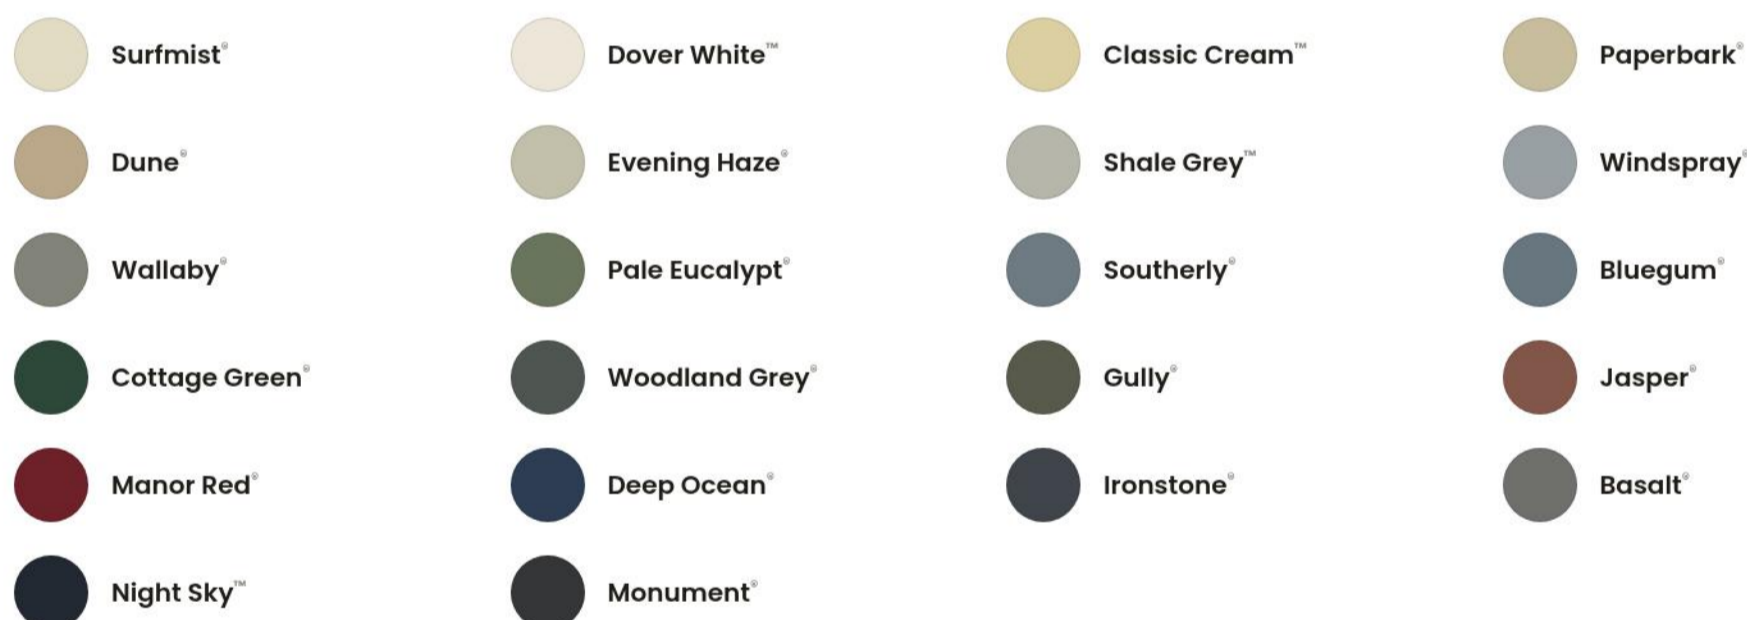 Surfmist® Dover White™ Classic Cream™ Paperbark®
Dune® Evening Haze® Shale Grey™ Windspray®
Wallaby® Pale Eucalypt® Southerly® Bluegum®
Cottage Green® Woodland Grey® Gully® Jasper®
Manor Red® Deep Ocean® Ironstone® Basalt®
Night Sky™ Monument®